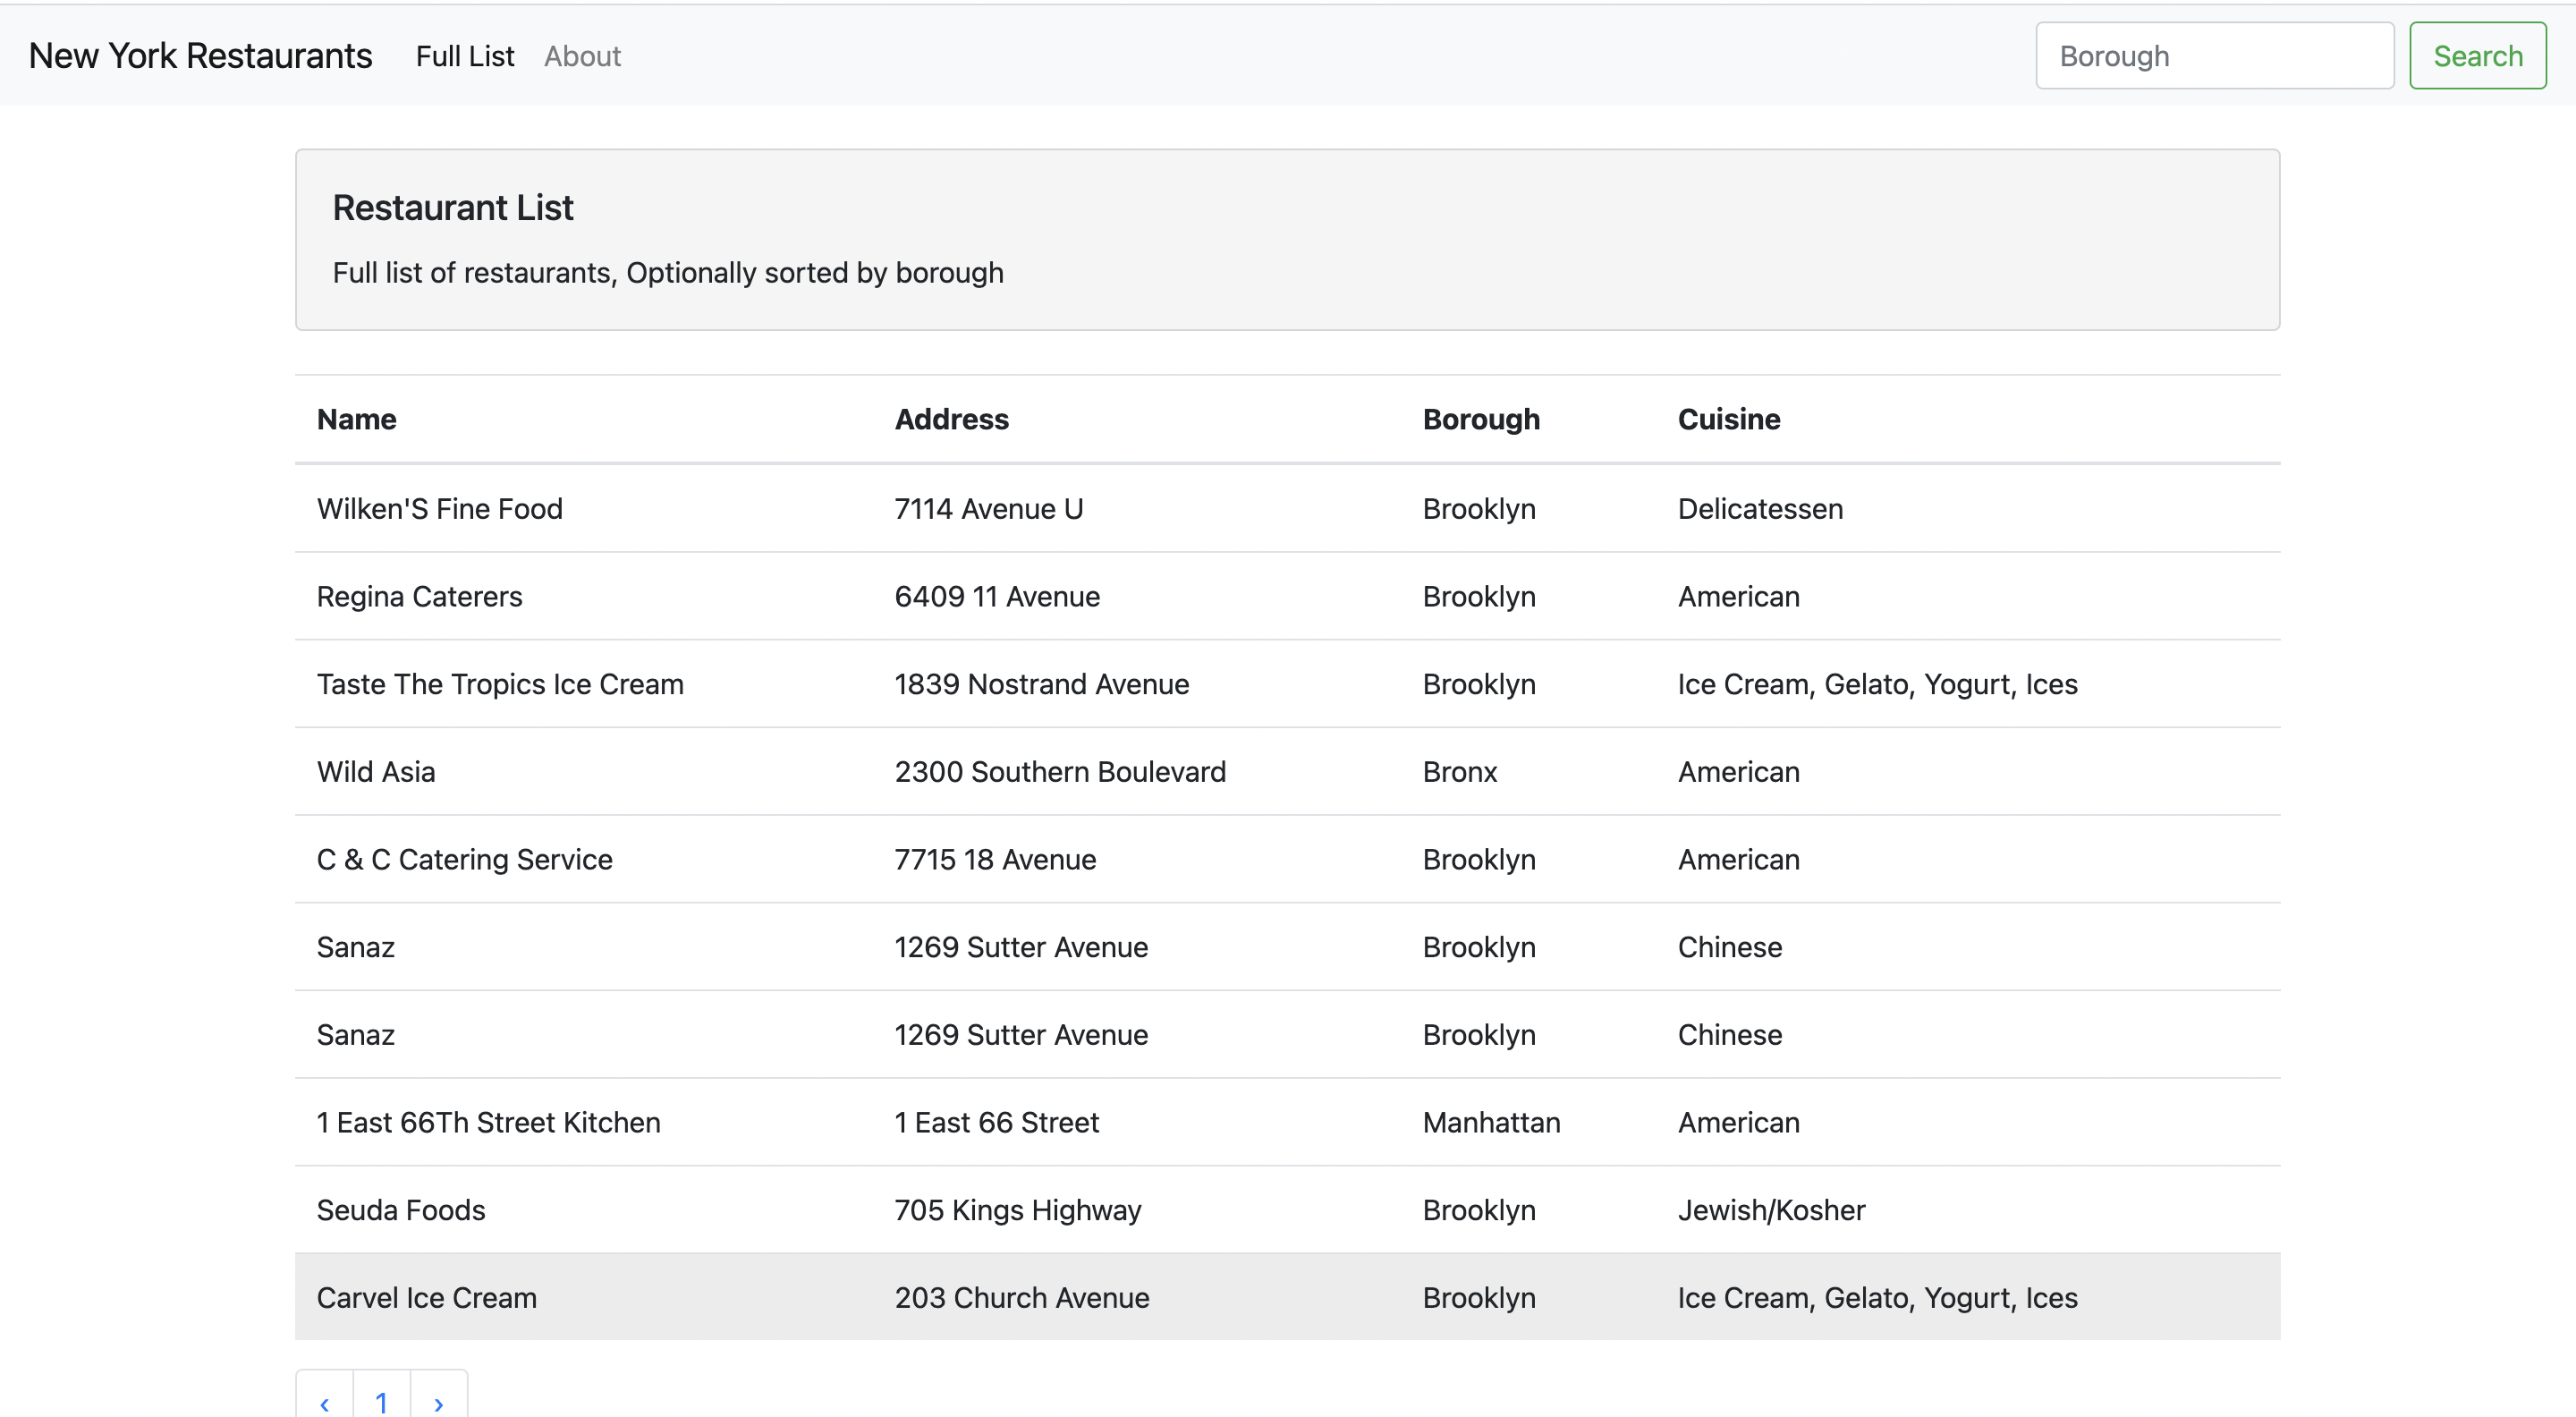 New York Restaurants Full List About Borough Search
Restaurant List
Full list of restaurants, Optionally sorted by borough
Name Address Borough Cuisine
Wilken'S Fine Food 7114 Avenue U Brooklyn Delicatessen
Regina Caterers 6409 11 Avenue Brooklyn American
Taste The Tropics Ice Cream 1839 Nostrand Avenue Brooklyn Ice Cream, Gelato, Yogurt, Ices
Wild Asia 2300 Southern Boulevard Bronx American
C & C Catering Service 7715 18 Avenue Brooklyn American
Sanaz 1269 Sutter Avenue Brooklyn Chinese
Sanaz 1269 Sutter Avenue Brooklyn Chinese
1 East 66Th Street Kitchen 1 East 66 Street Manhattan American
Seuda Foods 705 Kings Highway Brooklyn Jewish/Kosher
Carvel Ice Cream 203 Church Avenue Brooklyn Ice Cream, Gelato, Yogurt, Ices
‹ 1 ›